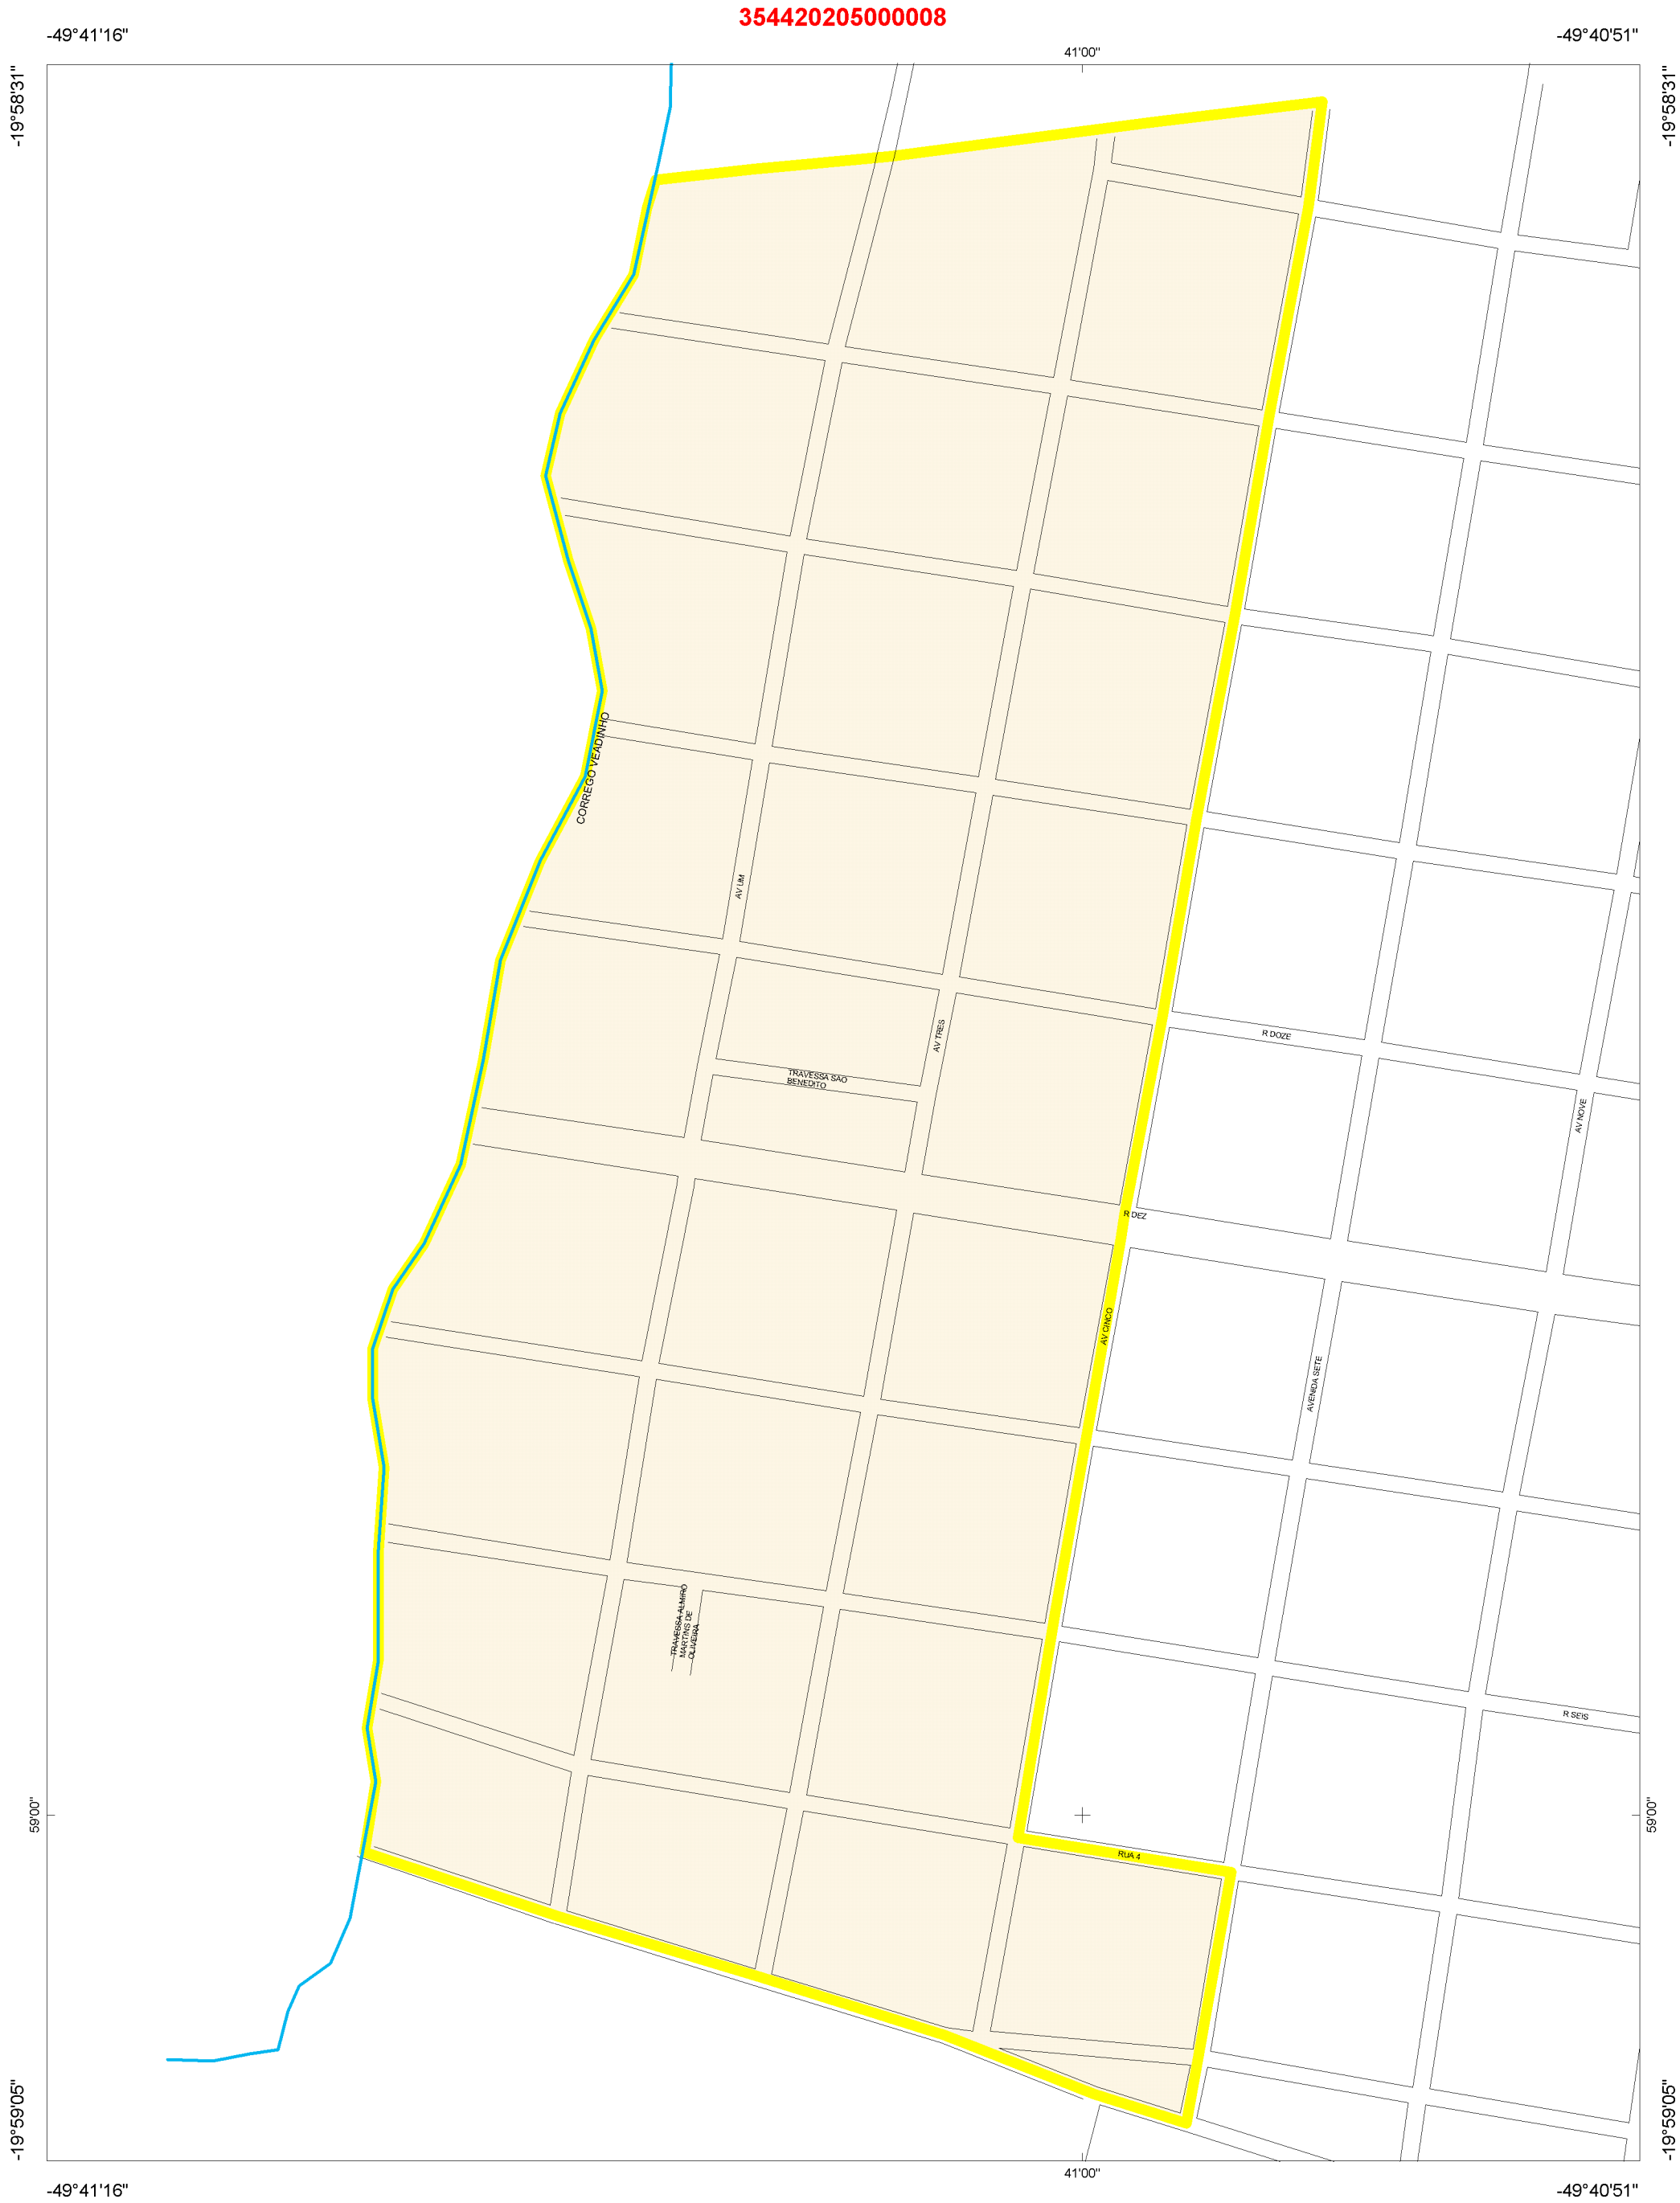 354420205000008
-49°41'16"
41'00"
-49°40'51"
-19°58'31"
-19°58'31"
CORREGO VEADINHO
AV UM
AV TRES
R DOZE
TRAVESSA SAO
BENEDITO
AV NOVE
R DEZ
AV CINCO
AVENIDA SETE
TRAVESSA ALMIRO
MARTINS DE
OLIVEIRA
R SEIS
59'00"
59'00"
RUA 4
-19°59'05"
-19°59'05"
-49°41'16"
41'00"
-49°40'51"